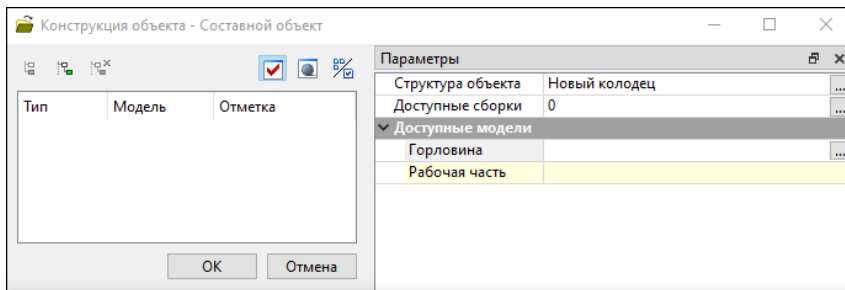 Конструкция объекта - Составной объект
Параметры
Структура объекта Новый колодец ...
Доступные сборки 0 ...
Доступные модели
Горловина ...
Рабочая часть
Тип Модель Отметка
OK Отмена